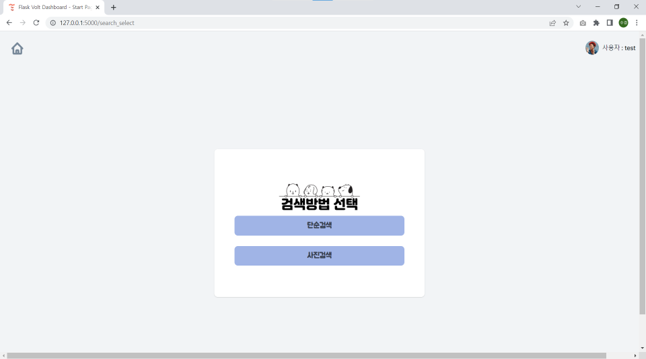 Flask Volt Dashboard - Start Pa
127.0.0.1:5000/search_select
사용자 : test
검색방법 선택
단순검색
사진검색